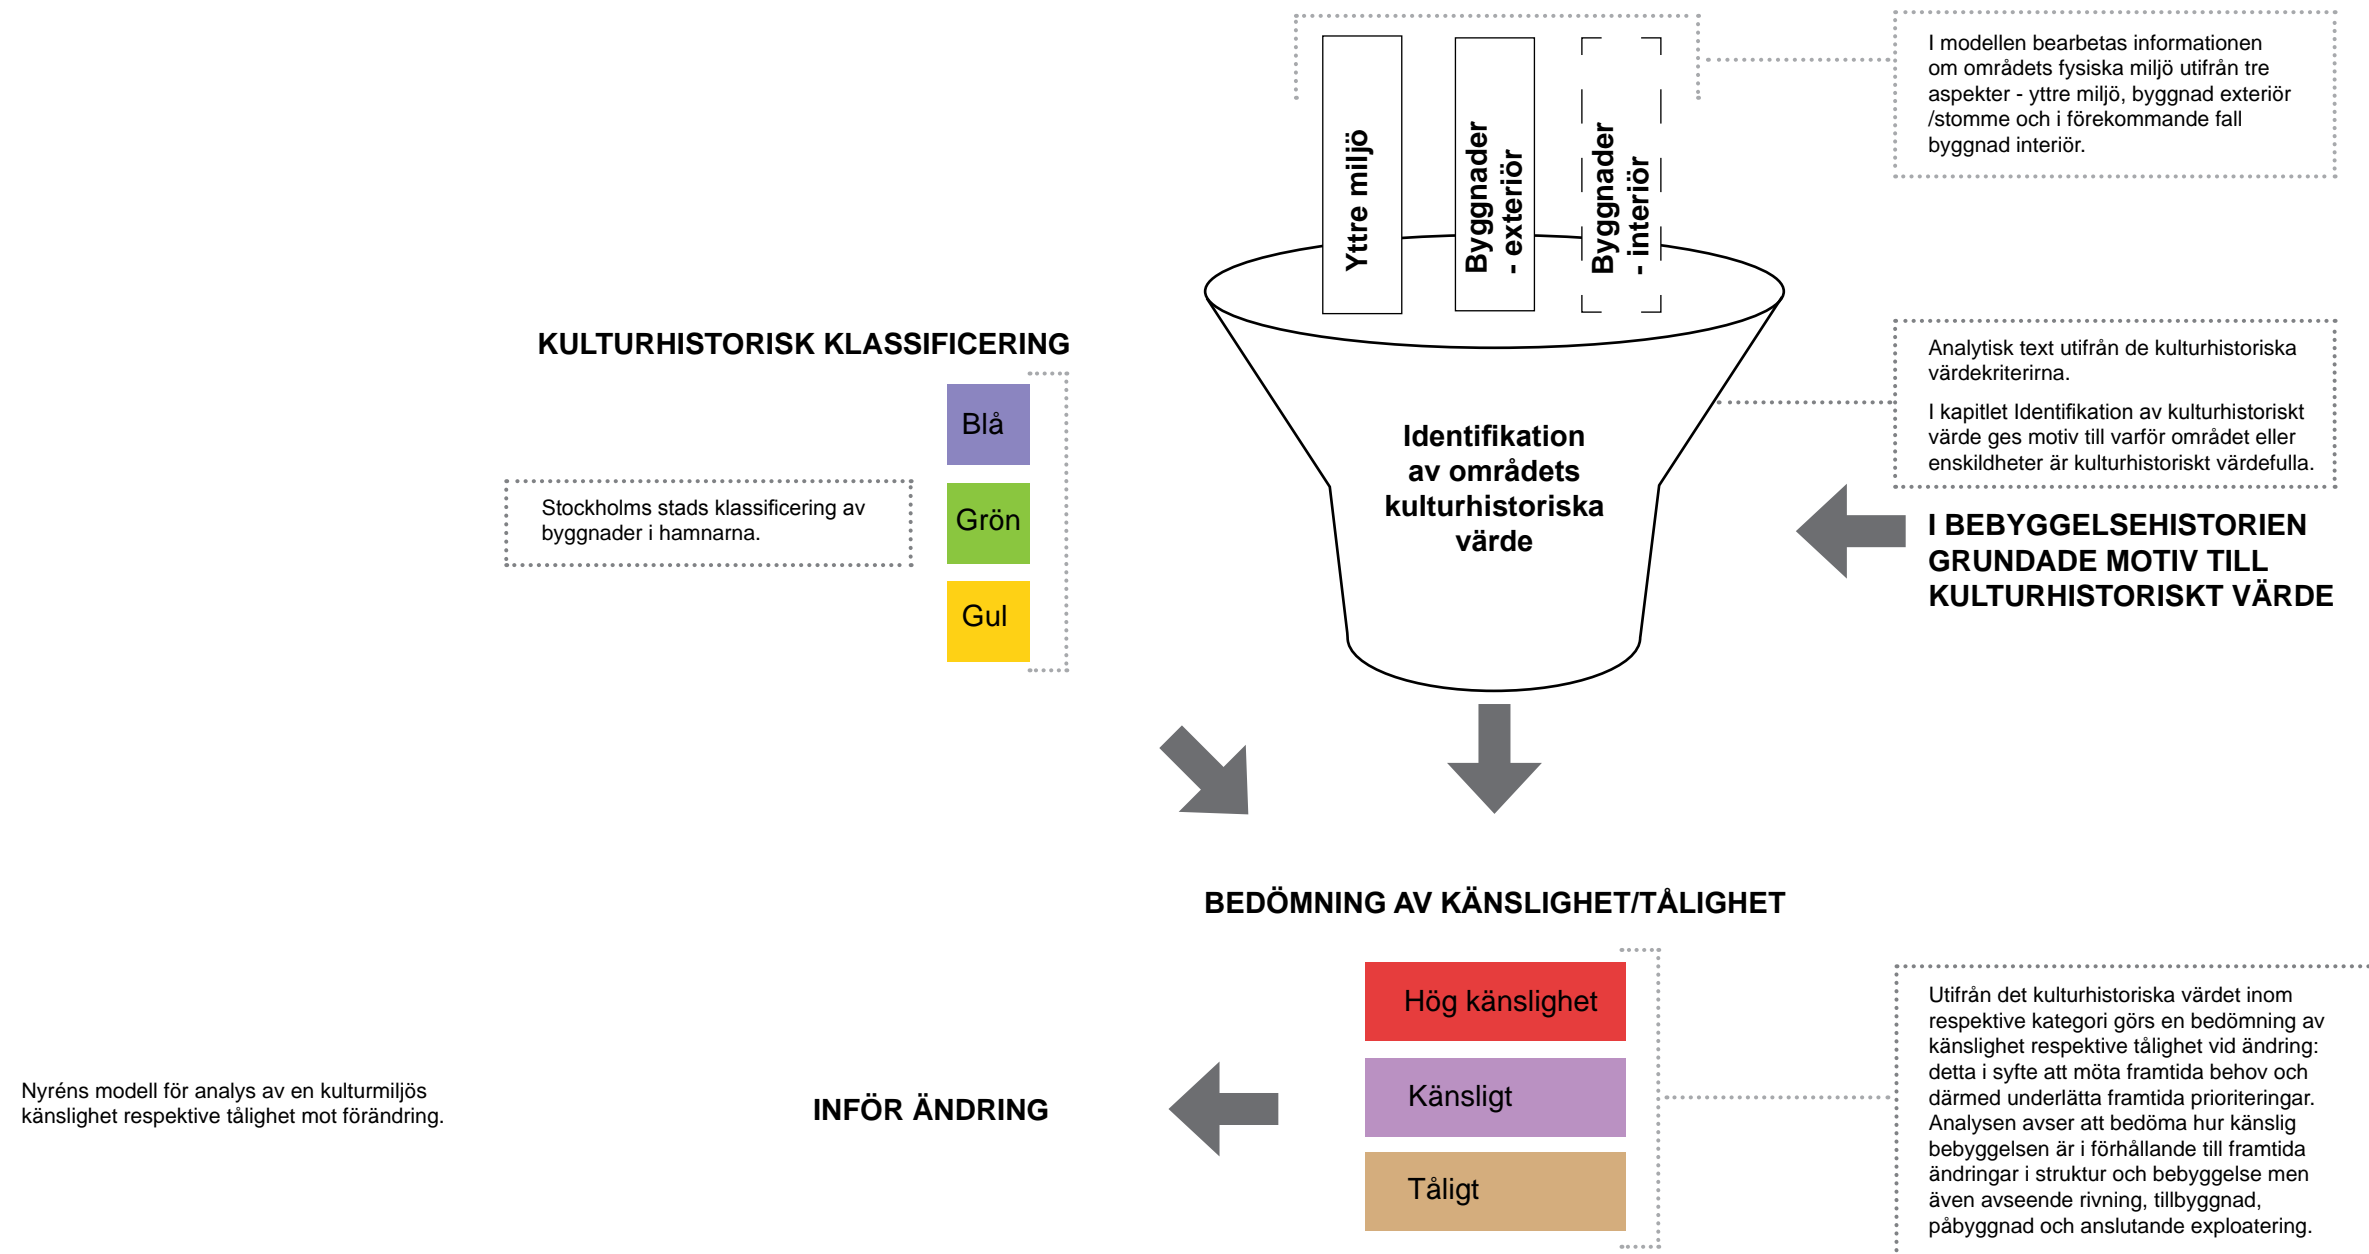 I modellen bearbetas informationen
om områdets fysiska miljö utifrån tre
aspekter - yttre miljö, byggnad exteriör
/stomme och i förekommande fall
byggnad interiör.
Yttre miljö
Byggnader
- exteriör
Byggnader
- interiör
KULTURHISTORISK KLASSIFICERING
Blå
Grön
Gul
Stockholms stads klassificering av
byggnader i hamnarna.
Identifikation
av områdets
kulturhistoriska
värde
Analytisk text utifrån de kulturhistoriska
värdekriterirna.
I kapitlet Identifikation av kulturhistoriskt
värde ges motiv till varför området eller
enskildheter är kulturhistoriskt värdefulla.
I BEBYGGELSEHISTORIEN
GRUNDADE MOTIV TILL
KULTURHISTORISKT VÄRDE
BEDÖMNING AV KÄNSLIGHET/TÅLIGHET
Hög känslighet
Känsligt
Tåligt
Utifrån det kulturhistoriska värdet inom
respektive kategori görs en bedömning av
känslighet respektive tålighet vid ändring:
detta i syfte att möta framtida behov och
därmed underlätta framtida prioriteringar.
Analysen avser att bedöma hur känslig
bebyggelsen är i förhållande till framtida
ändringar i struktur och bebyggelse men
även avseende rivning, tillbyggnad,
påbyggnad och anslutande exploatering.
INFÖR ÄNDRING
Nyréns modell för analys av en kulturmiljös
känslighet respektive tålighet mot förändring.